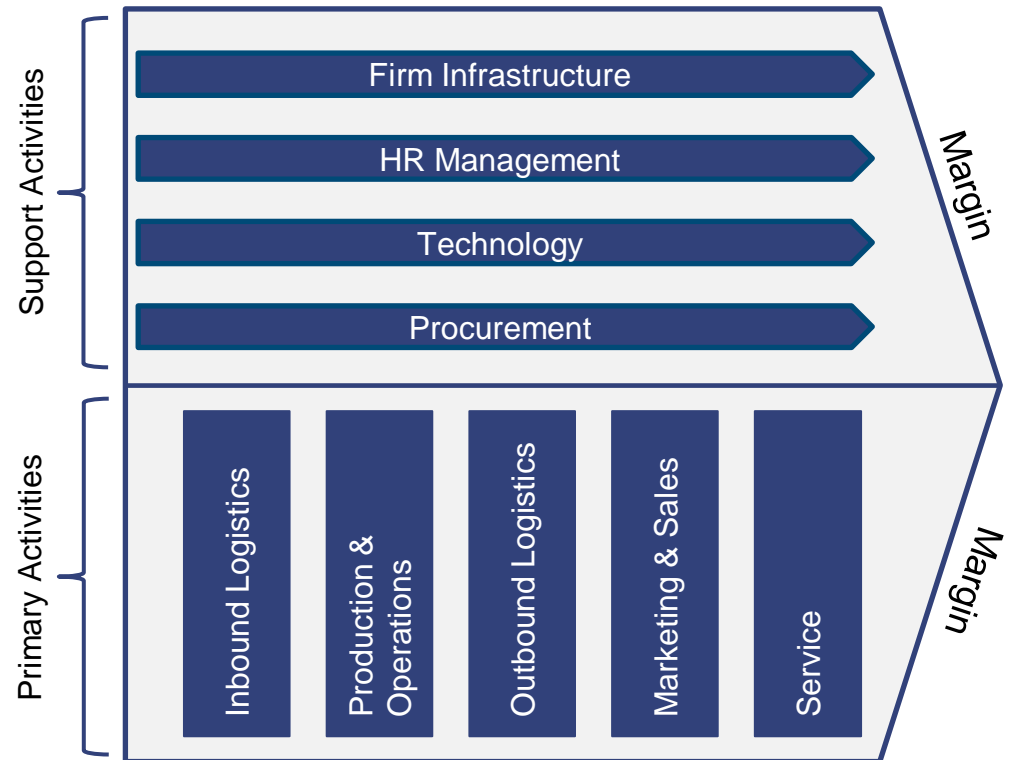 Support Activities
Firm Infrastructure
HR Management
Technology
Procurement
Margin
Primary Activities
Inbound Logistics
Production &
Operations
Outbound Logistics
Marketing & Sales
Service
Margin